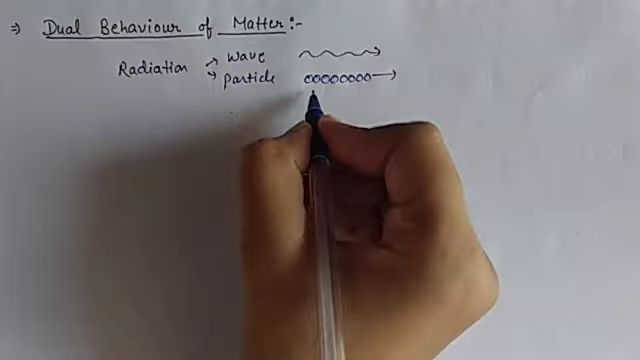 ⇒ Dual Behaviour of Matter:-
Radiation
Wave
Particle